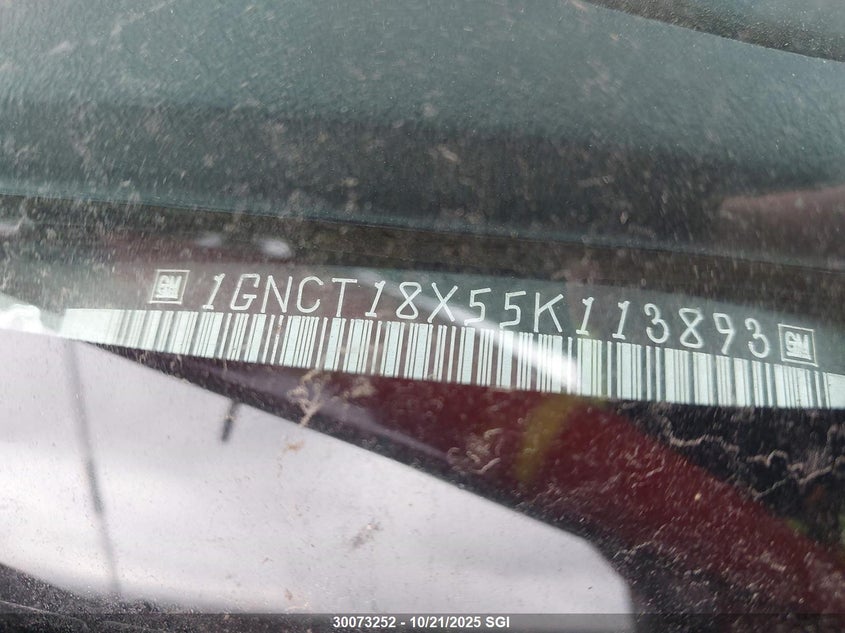 GM 1GNCT18X55K113893 GM
30073252 - 10/21/2025 SGI